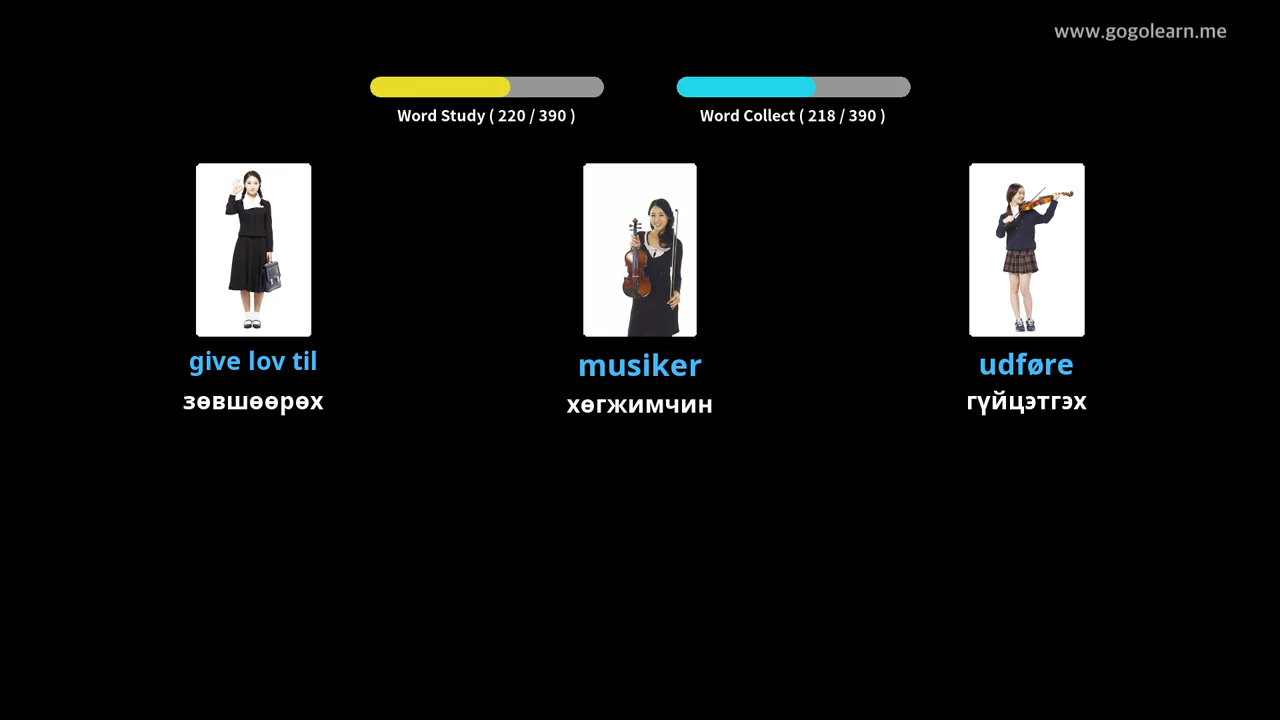 www.gogolearn.me
Word Study ( 220 / 390 )
Word Collect ( 218 / 390 )
give lov til
musiker
udføre
зөвшөөрөх
хөгжимчин
гүйцэтгэх